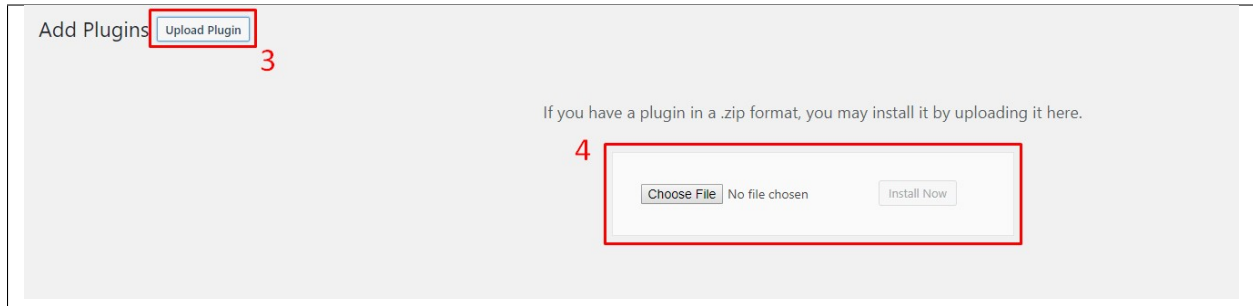 Add Plugins Upload Plugin
3
If you have a plugin in a .zip format, you may install it by uploading it here.
4
Choose File No file chosen Install Now